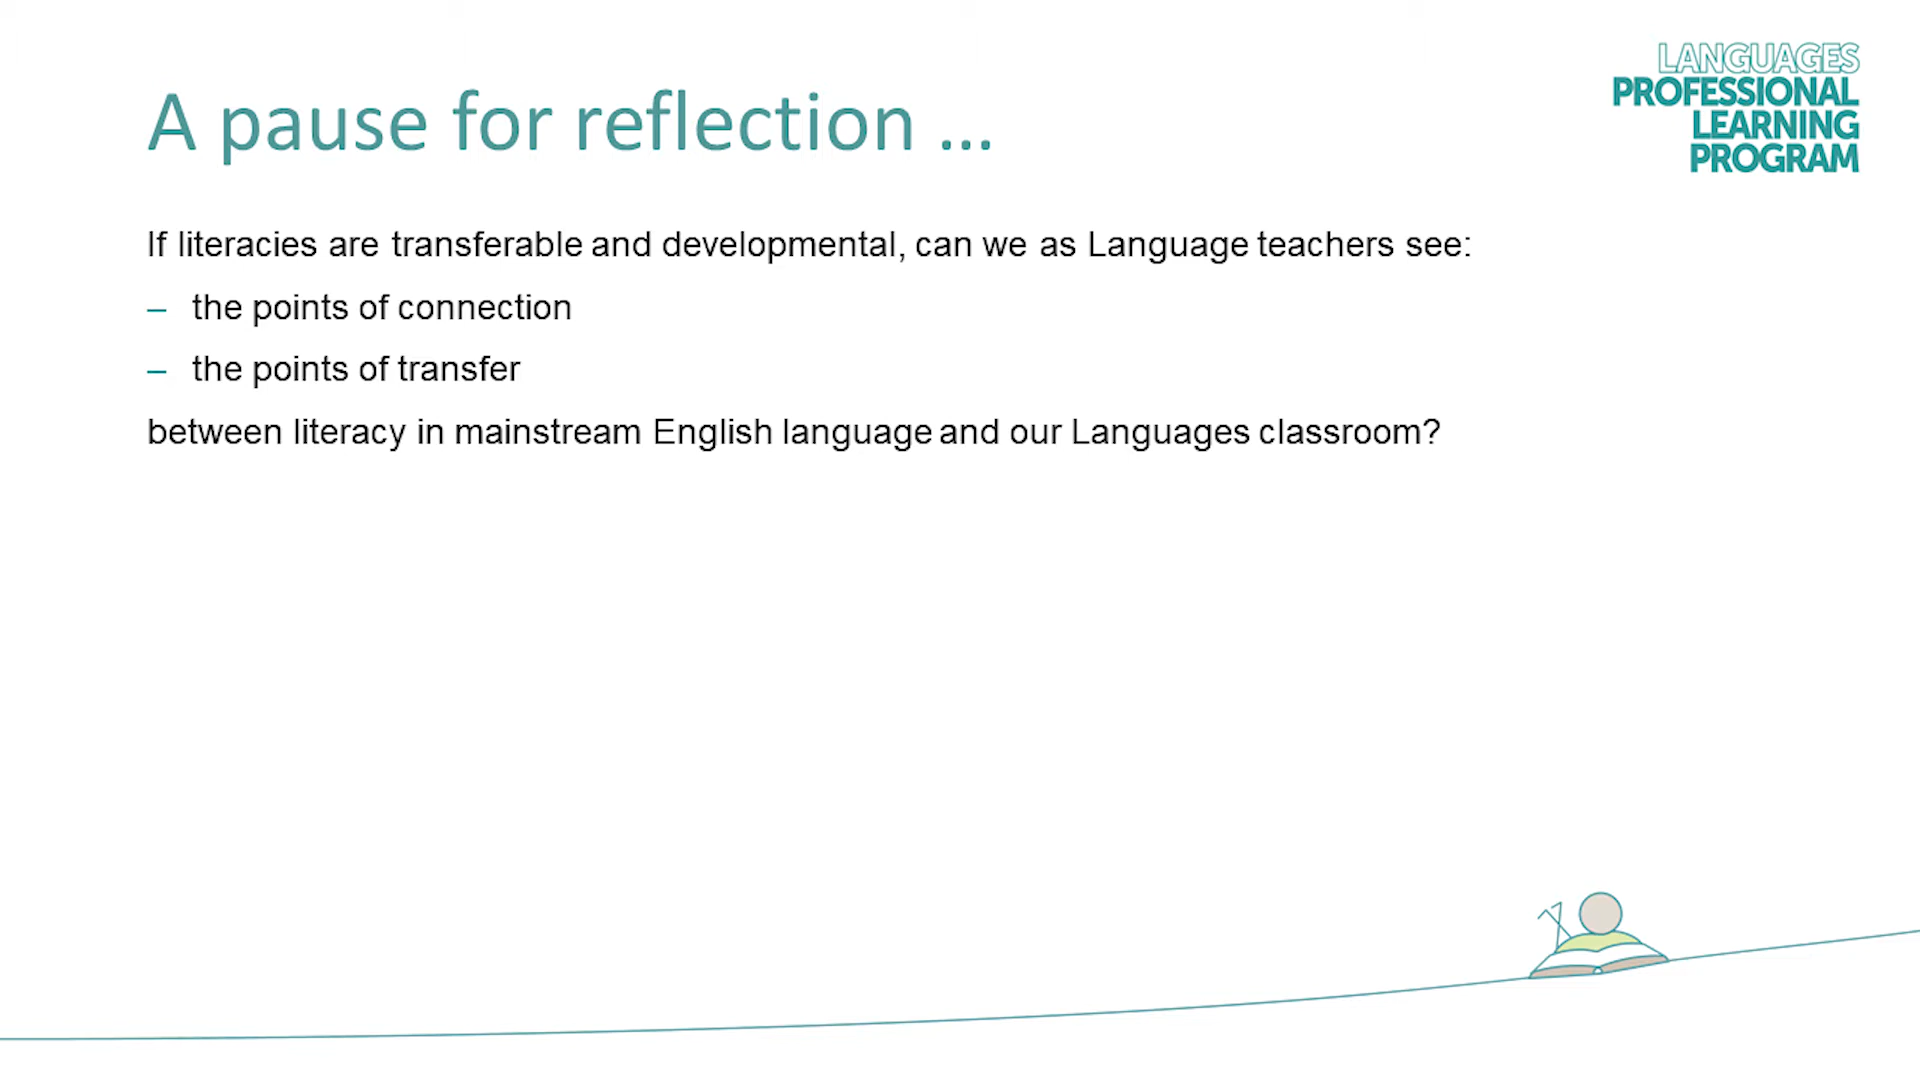 LANGUAGES
PROFESSIONAL
LEARNING
PROGRAM
A pause for reflection ...
If literacies are transferable and developmental, can we as Language teachers see:
– the points of connection
– the points of transfer
between literacy in mainstream English language and our Languages classroom?